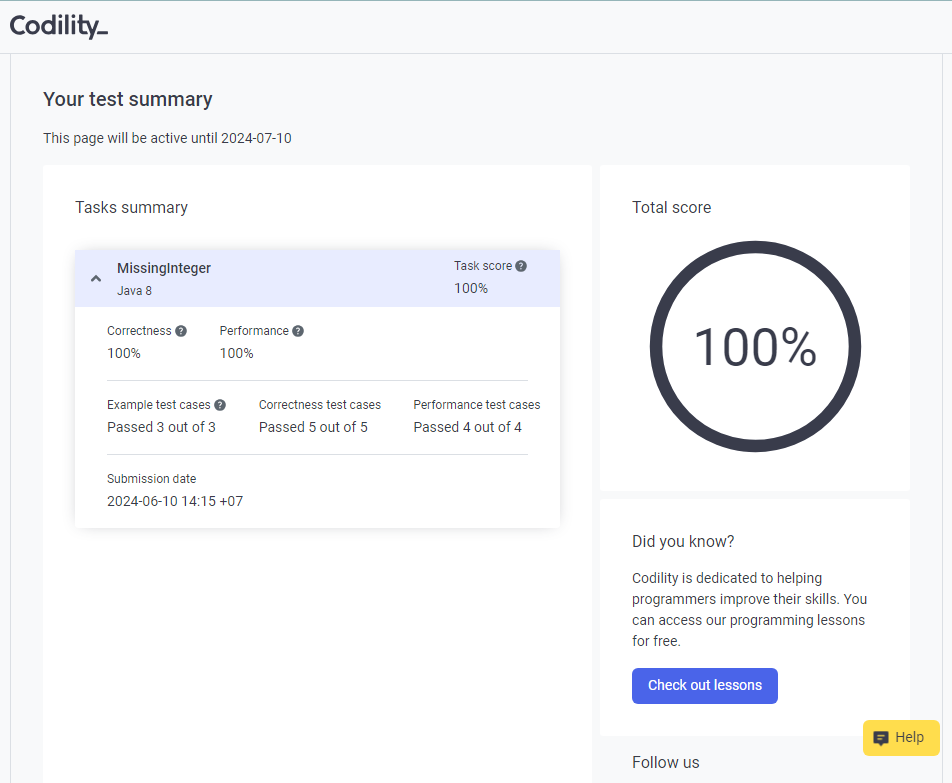 Codility_
Your test summary
This page will be active until 2024-07-10
Tasks summary
MissingInteger
Java 8
Task score ?
100%
Correctness ?
100%
Performance ?
100%
Example test cases ?
Passed 3 out of 3
Correctness test cases
Passed 5 out of 5
Performance test cases
Passed 4 out of 4
Submission date
2024-06-10 14:15 +07
Total score
100%
Did you know?
Codility is dedicated to helping
programmers improve their skills. You
can access our programming lessons
for free.
Check out lessons
Help
Follow us